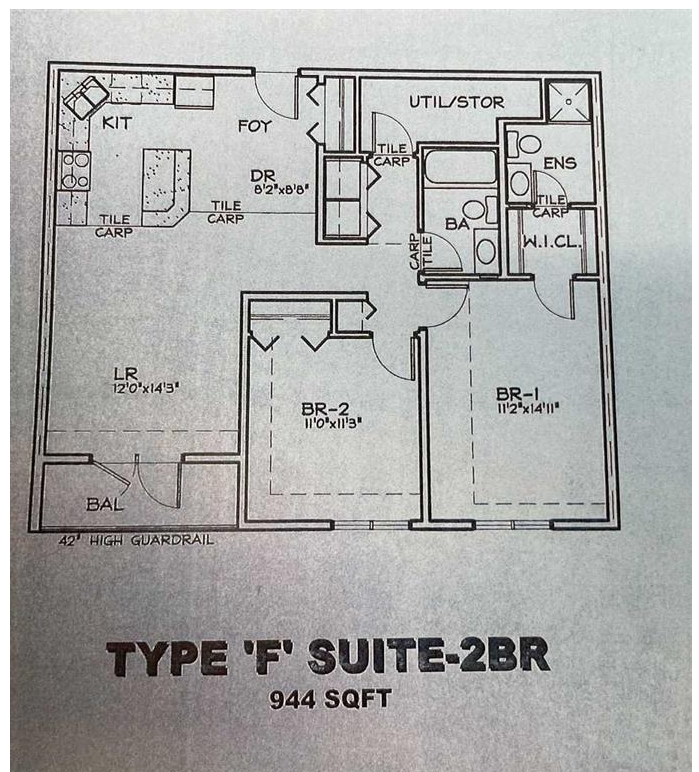 UTIL/STOR
KIT
FOY
TILE
CARP
ENS
DR
8'2"x8'8"
TILE
CARP
TILE
CARP
TILE
CARP
BA
CARP
TILE
W.I.CL.
LR
12'0"x14'3"
BR-2
11'0"x11'3"
BR-1
11'2"x14'11"
BAL
42" HIGH GUARDRAIL
TYPE 'F' SUITE-2BR
944 SQFT